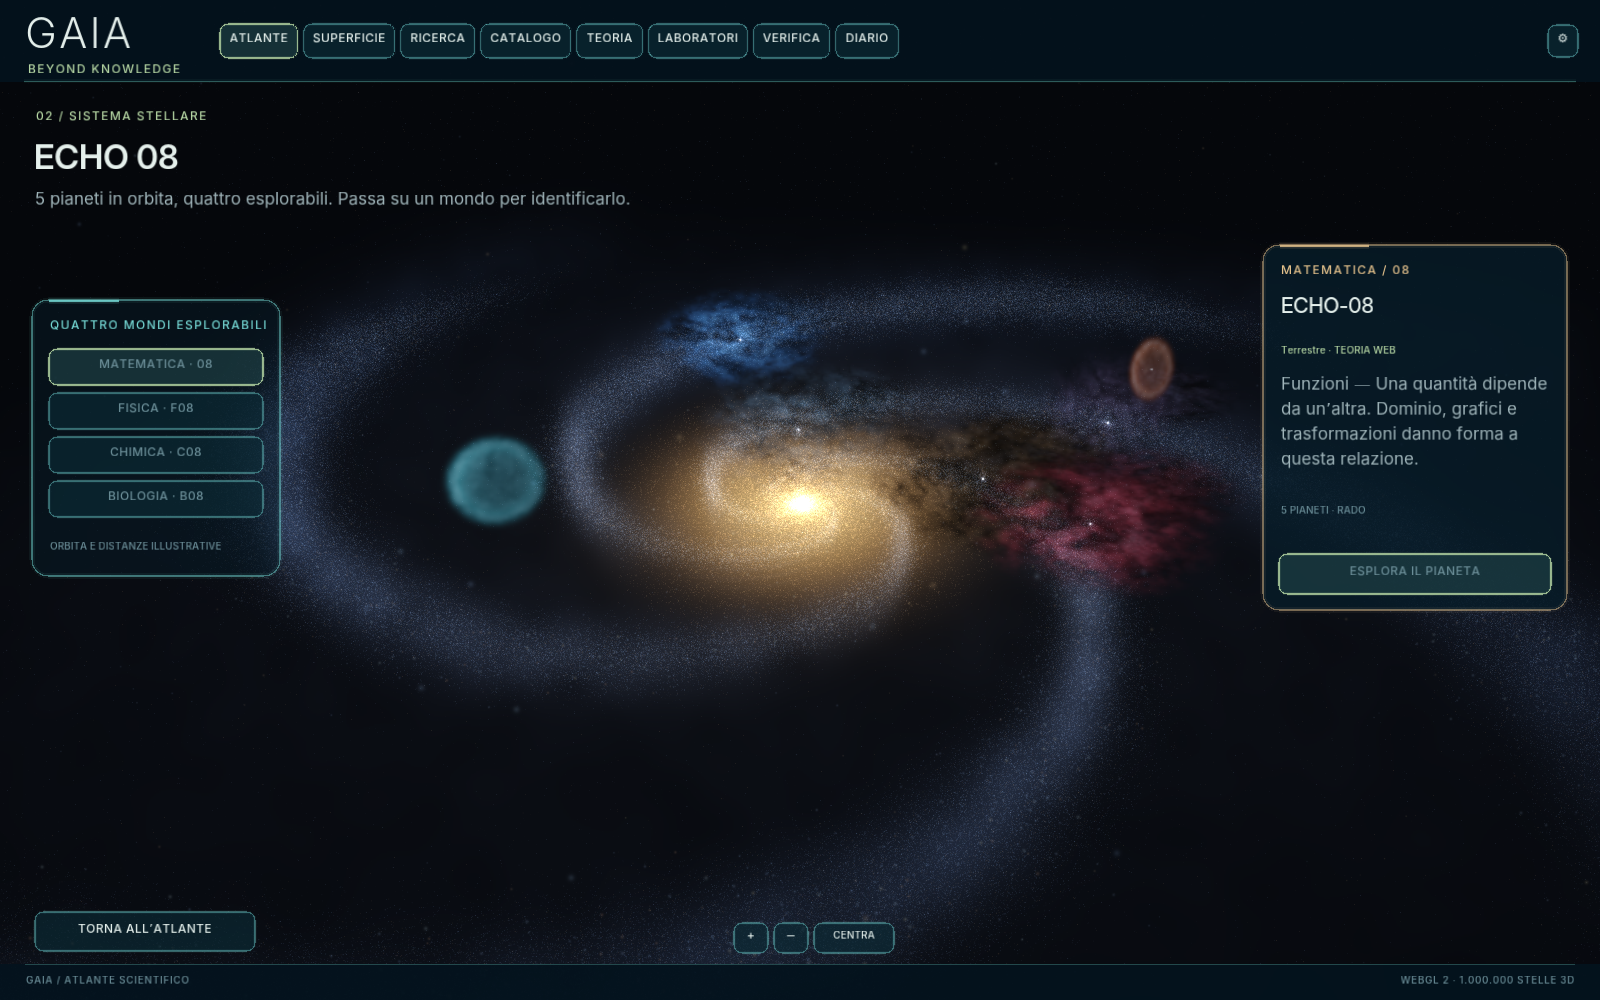 GAIA
BEYOND KNOWLEDGE
ATLANTE
SUPERFICIE
RICERCA
CATALOGO
TEORIA
LABORATORI
VERIFICA
DIARIO
⚙
02 / SISTEMA STELLARE
ECHO 08
5 pianeti in orbita, quattro esplorabili. Passa su un mondo per identificarlo.
QUATTRO MONDI ESPLORABILI
MATEMATICA · 08
FISICA · F08
CHIMICA · C08
BIOLOGIA · B08
ORBITA E DISTANZE ILLUSTRATIVE
MATEMATICA / 08
ECHO-08
Terrestre · TEORIA WEB
Funzioni — Una quantità dipende
da un’altra. Dominio, grafici e
trasformazioni danno forma a
questa relazione.
5 PIANETI · RADO
ESPLORA IL PIANETA
TORNA ALL’ATLANTE
+
—
CENTRA
GAIA / ATLANTE SCIENTIFICO
WEBGL 2 · 1.000.000 STELLE 3D